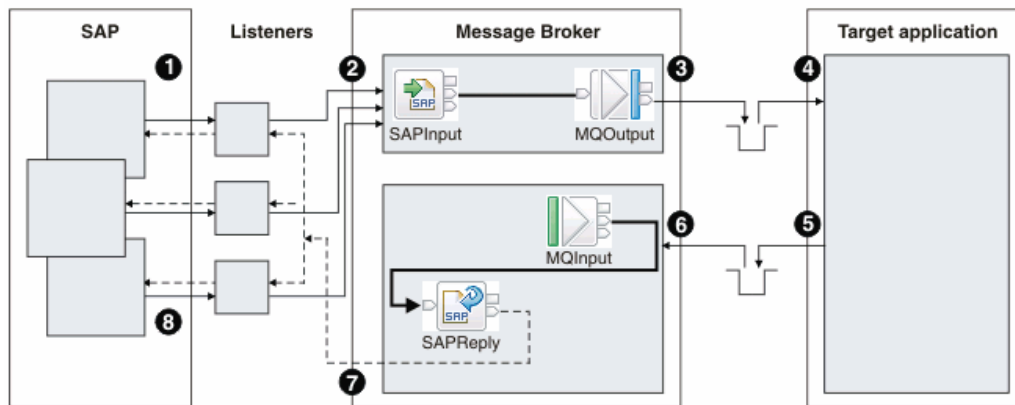 SAP Listeners Message Broker Target application
1 2 3 4
SAP
SAPInput MQOutput
6 5
MQInput
SAP
SAPReply
8
7